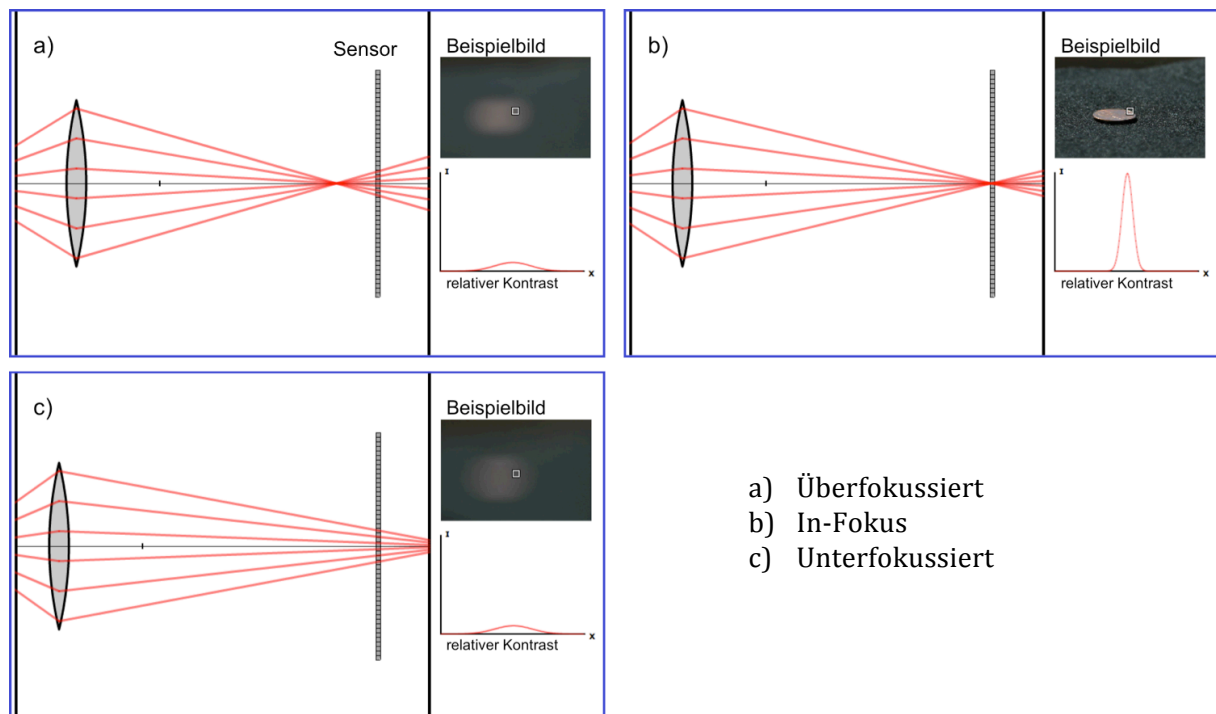 a)
Sensor
Beispielbild
I
x
relativer Kontrast
b)
Beispielbild
I
x
relativer Kontrast
c)
Beispielbild
I
x
relativer Kontrast
a) Überfokussiert
b) In-Fokus
c) Unterfokussiert